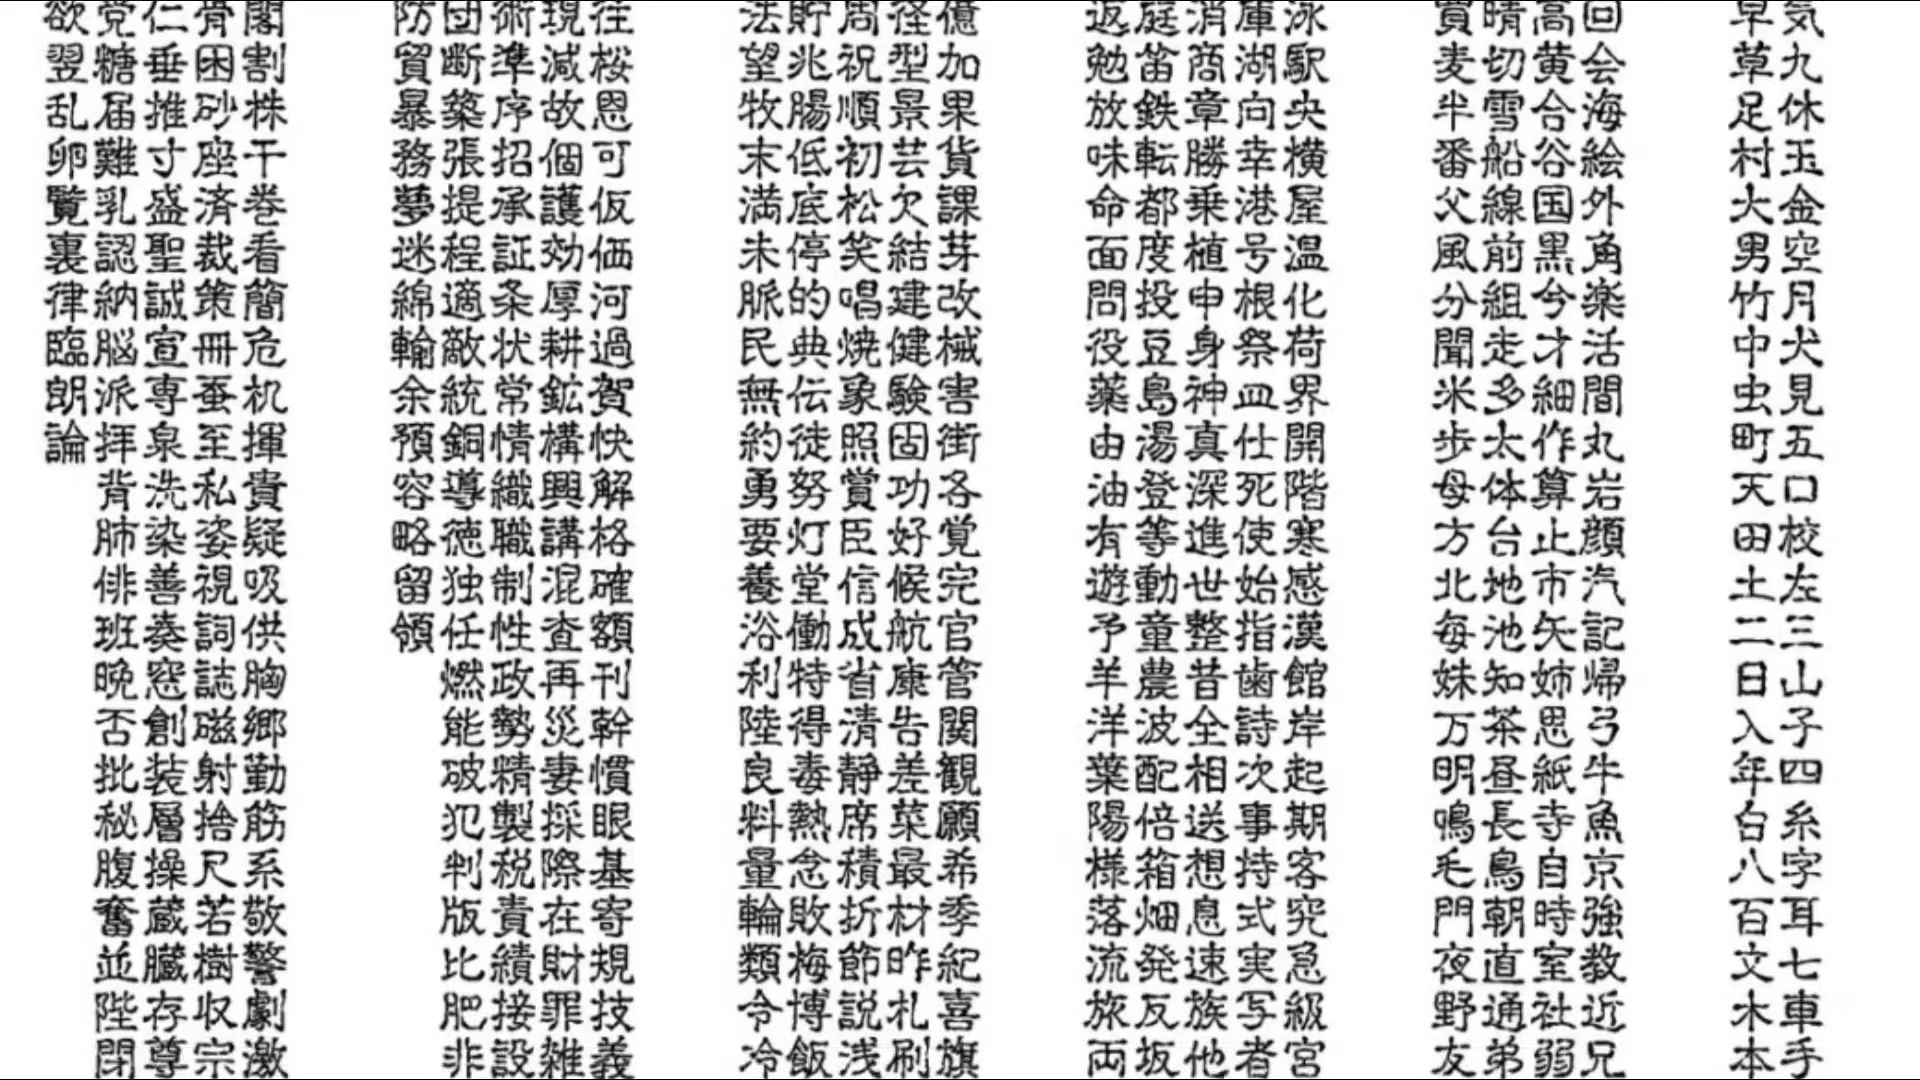 気九休玉金空月犬見五口校左三山子四糸字耳七車手
早草足村大男竹中虫町天田土二日入年白八百文木本
回会海絵外角楽活間丸岩顔汽記帰弓牛魚京強教近兄
高黄合谷国黒今才細作算止市矢姉思紙寺自時室社弱
晴切雪船線前組走多太体台地池知茶昼長鳥朝直通弟
買麦半番父風分聞米歩母方北毎妹万明鳴毛門夜野友
泳駅央横屋温化荷界開階寒感漢館岸起期客究急級宮
庫湖向幸港号根祭皿仕死使始指歯詩次事持式実写者
消商章勝乗植申身神真深進世整昔全相送想息速族他
庭笛鉄転都度投豆島湯登等動童農波配倍箱畑発反坂
返勉放味命面問役薬由油有遊予羊洋葉陽様落流旅両
億加果貨課芽改械害街各覚完官管関観願希季紀喜旗
径型景芸欠結建健験固功好候航康告差菜最材昨札刷
周祝順初松笑唱焼象照賞臣信成省清静席積折節説浅
貯兆腸低底停的典伝徒努灯堂働特得毒熱念敗梅博飯
法望牧末満未脈民無約勇要養浴利陸良料量輪類令冷
往桜恩可仮価河過賀快解格確額刊幹慣眼基寄規技義
現減故個護効厚耕鉱構興講混査再災妻採際在財罪雑
術準序招承証条状常情織職制性政勢精製税責績接設
団断築張提程適敵統銅導徳独任燃能破犯判版比肥非
防貿暴務夢迷綿輸余預容略留領
閣割株干巻看簡危机揮貴疑吸供胸郷勤筋系敬警劇激
骨困砂座済裁策冊蚕至私姿視詞誌磁射捨尺若樹収宗
仁垂推寸盛聖誠宣専泉洗染善奏窓創装層操蔵臓存尊
党糖届難乳認納脳派拝背肺俳班晩否批秘腹奮並陛閉
欲翌乱卵覧裏律臨朗論